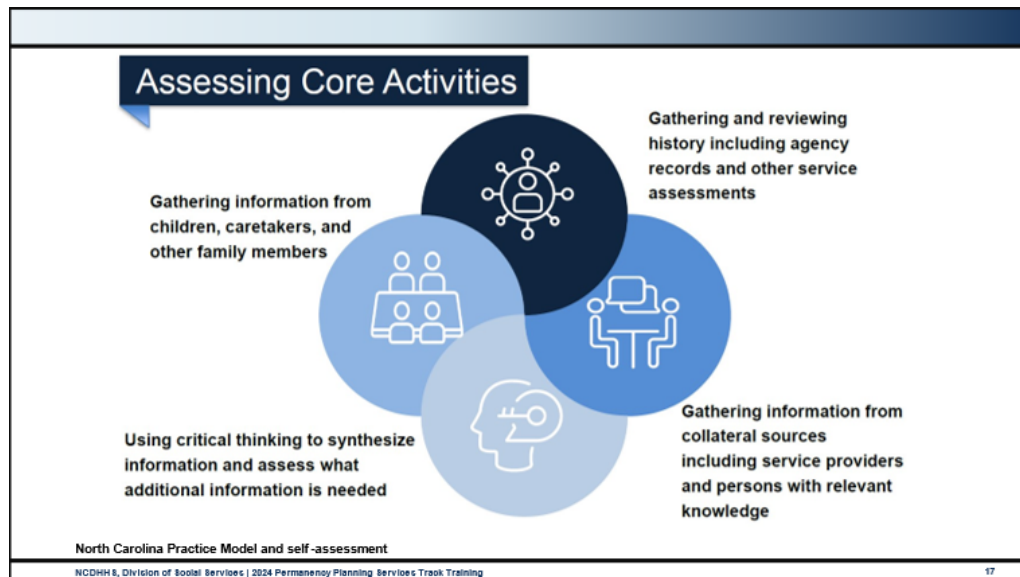 Assessing Core Activities
Gathering and reviewing
history including agency
records and other service
assessments
Gathering information from
children, caretakers, and
other family members
Using critical thinking to synthesize
information and assess what
additional information is needed
Gathering information from
collateral sources
including service providers
and persons with relevant
knowledge
North Carolina Practice Model and self-assessment
NCDHHS, Division of Social Services | 2024 Permanency Planning Services Track Training
17